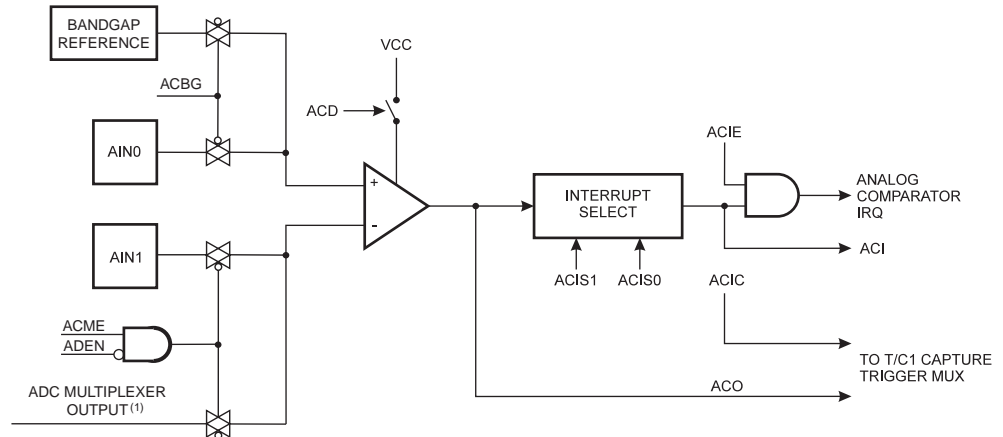 BANDGAP
REFERENCE
VCC
ACBG
ACD
ACIE
AIN0
+
INTERRUPT
SELECT
ANALOG
COMPARATOR
IRQ
-
AIN1
ACI
ACIS1 ACIS0 ACIC
ACME
ADEN
TO T/C1 CAPTURE
TRIGGER MUX
ADC MULTIPLEXER
OUTPUT (1)
ACO